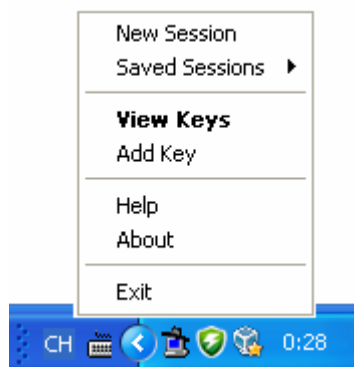 New Session
Saved Sessions
View Keys
Add Key
Help
About
Exit
CH 0:28